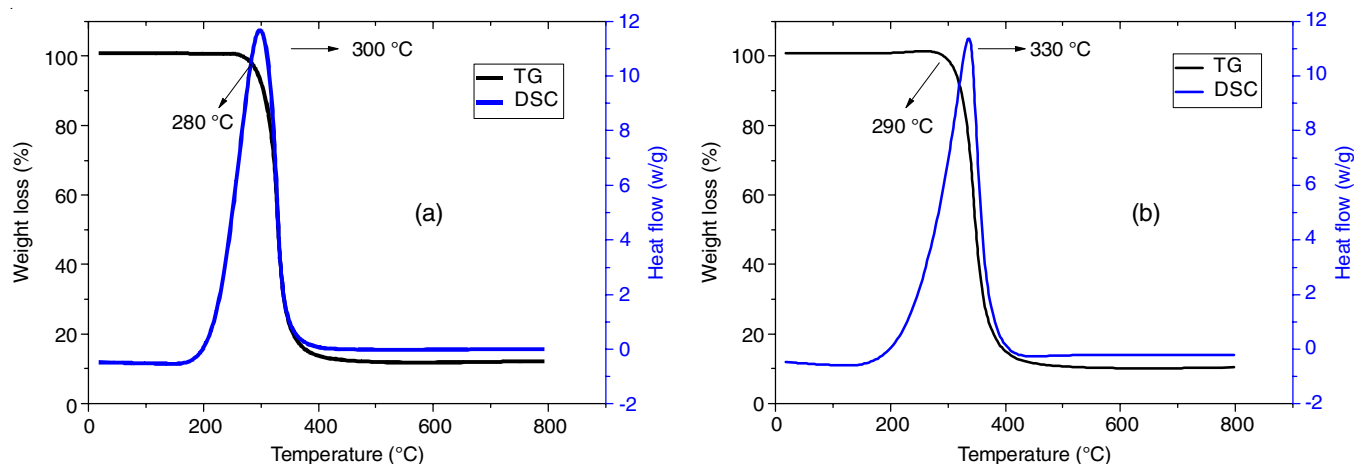 12
100
300 °C
10
TG
DSC
80
280 °C
8
60
6
(a)
4
40
2
20
0
0
-2
0
200
400
600
800
Temperature (°C)
Weight loss (%)
Heat flow (w/g)
12
100
330 °C
10
TG
DSC
80
290 °C
8
60
6
(b)
4
40
2
20
0
0
-2
0
200
400
600
800
Temperature (°C)
Weight loss (%)
Heat flow (w/g)